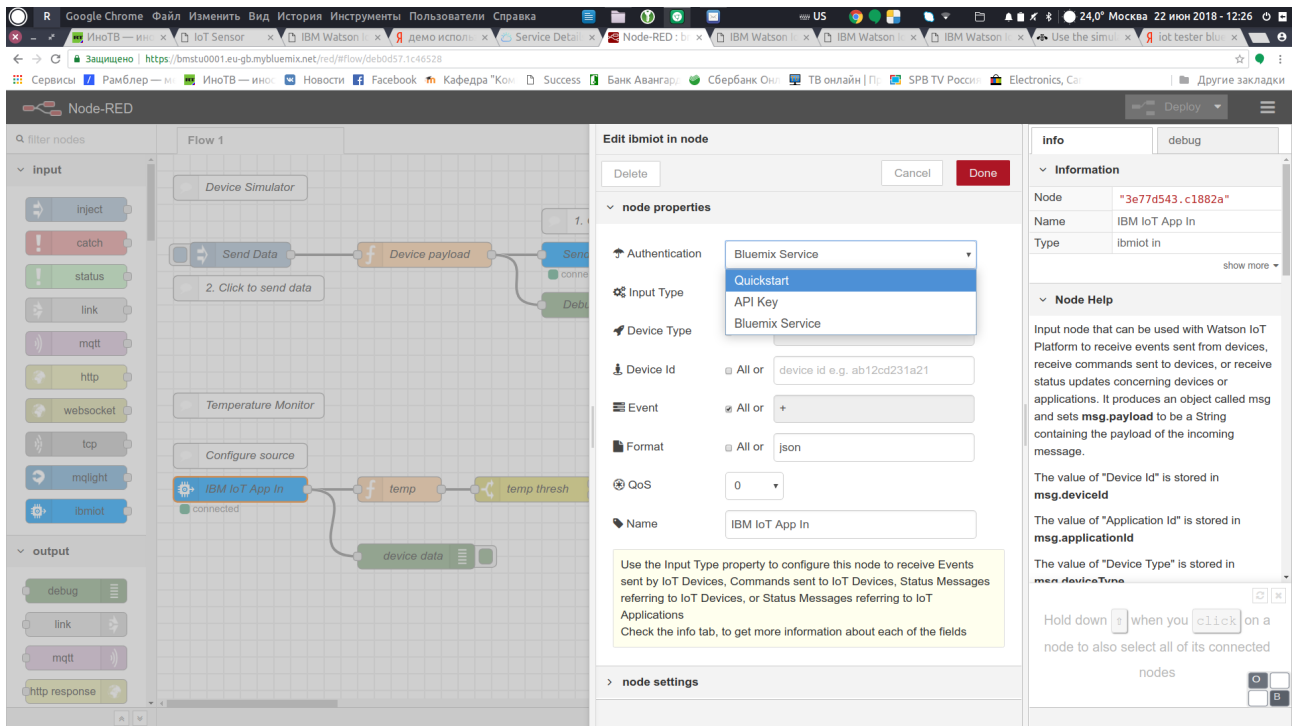 R Google Chrome Файл Изменить Вид История Инструменты Пользователи Справка US 24,0° Москва 22 июн 2018 - 12:26
ИноТВ — ино IoT Sensor IBM Watson демо исполь Service Detail Node-RED : b IBM Watson IBM Watson IBM Watson Use the simul iot tester blue
Защищено | https://bmstu0001.eu-gb.mybluemix.net/red/#flow/deb0d57.1c46528
Сервисы Рамблер — м ИноТВ — инос Новости Facebook Кафедра "Ком Success Банк Авангард Сбербанк Онл ТВ онлайн | Пр SPB TV Россия Electronics, Ca Другие закладки
Node-RED Deploy
filter nodes
input
inject
catch
status
link
mqtt
http
websocket
tcp
mqlight
ibmiot
output
debug
link
mqtt
http response
Flow 1
Device Simulator
1.
Send Data Device payload Send
conne
2. Click to send data
Debu
Temperature Monitor
Configure source
IBM IoT App In temp temp thresh
connected
device data
Edit ibmiot in node
Delete Cancel Done
node properties
Authentication Bluemix Service
Quickstart
API Key
Bluemix Service
Input Type
Device Type
Device Id All or device id e.g. ab12cd231a21
Event All or +
Format All or json
QoS 0
Name IBM IoT App In
Use the Input Type property to configure this node to receive Events
sent by IoT Devices, Commands sent to IoT Devices, Status Messages
referring to IoT Devices, or Status Messages referring to IoT
Applications
Check the info tab, to get more information about each of the fields
node settings
info debug
Information
Node "3e77d543.c1882a"
Name IBM IoT App In
Type ibmiot in
show more
Node Help
Input node that can be used with Watson IoT
Platform to receive events sent from devices,
receive commands sent to devices, or receive
status updates concerning devices or
applications. It produces an object called msg
and sets msg.payload to be a String
containing the payload of the incoming
message.
The value of "Device Id" is stored in
msg.deviceId
The value of "Application Id" is stored in
msg.applicationId
The value of "Device Type" is stored in
msg.deviceType
Hold down ⇧ when you click on a
node to also select all of its connected
nodes
O
B